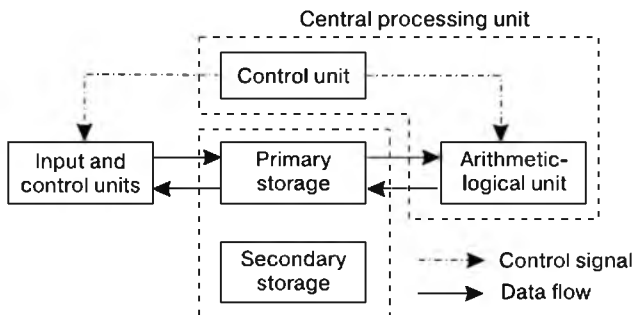 Central processing unit
Control unit
Input and
control units
Primary
storage
Arithmetic-
logical unit
Secondary
storage
Control signal
Data flow